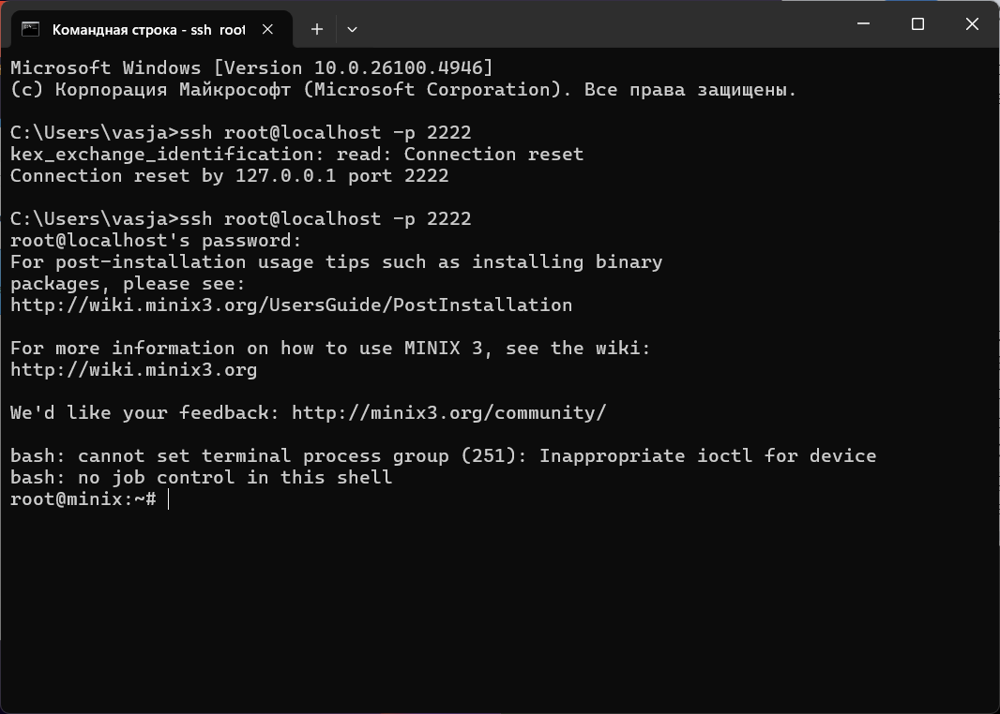 Командная строка - ssh root
Microsoft Windows [Version 10.0.26100.4946]
(c) Корпорация Майкрософт (Microsoft Corporation). Все права защищены.
C:\Users\vasja>ssh root@localhost -p 2222
kex_exchange_identification: read: Connection reset
Connection reset by 127.0.0.1 port 2222
C:\Users\vasja>ssh root@localhost -p 2222
root@localhost's password:
For post-installation usage tips such as installing binary
packages, please see:
http://wiki.minix3.org/UsersGuide/PostInstallation
For more information on how to use MINIX 3, see the wiki:
http://wiki.minix3.org
We'd like your feedback: http://minix3.org/community/
bash: cannot set terminal process group (251): Inappropriate ioctl for device
bash: no job control in this shell
root@minix:~#